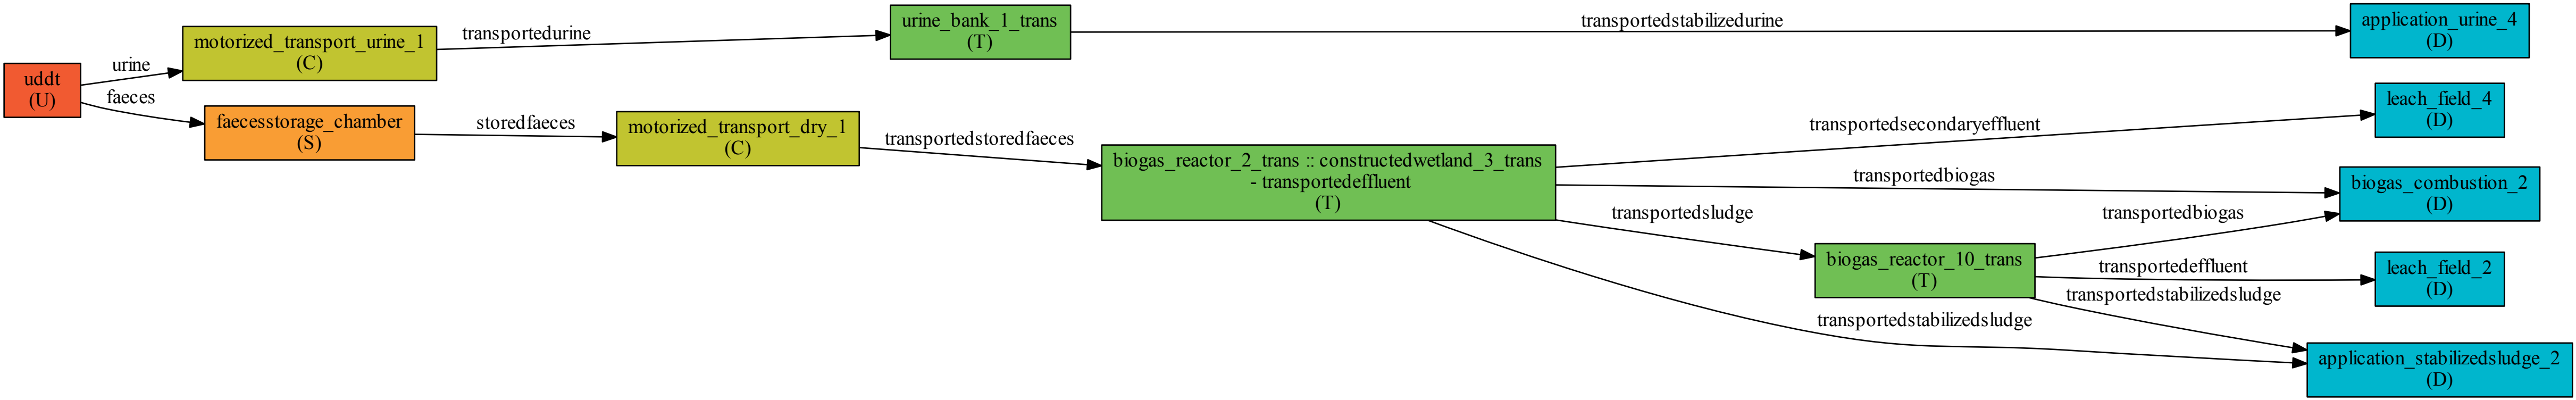 uddt
(U)
urine
faeces
motorized_transport_urine_1
(C)
faecesstorage_chamber
(S)
transportedurine
storedfaeces
motorized_transport_dry_1
(C)
urine_bank_1_trans
(T)
transportedstoredfaeces
biogas_reactor_2_trans :: constructedwetland_3_trans
- transportedeffluent
(T)
transportedstabilizedurine
transportedsecondaryeffluent
transportedbiogas
transportedsludge
transportedstabilizedsludge
biogas_reactor_10_trans
(T)
transportedbiogas
transportedeffluent
transportedstabilizedsludge
application_urine_4
(D)
leach_field_4
(D)
biogas_combustion_2
(D)
leach_field_2
(D)
application_stabilizedsludge_2
(D)